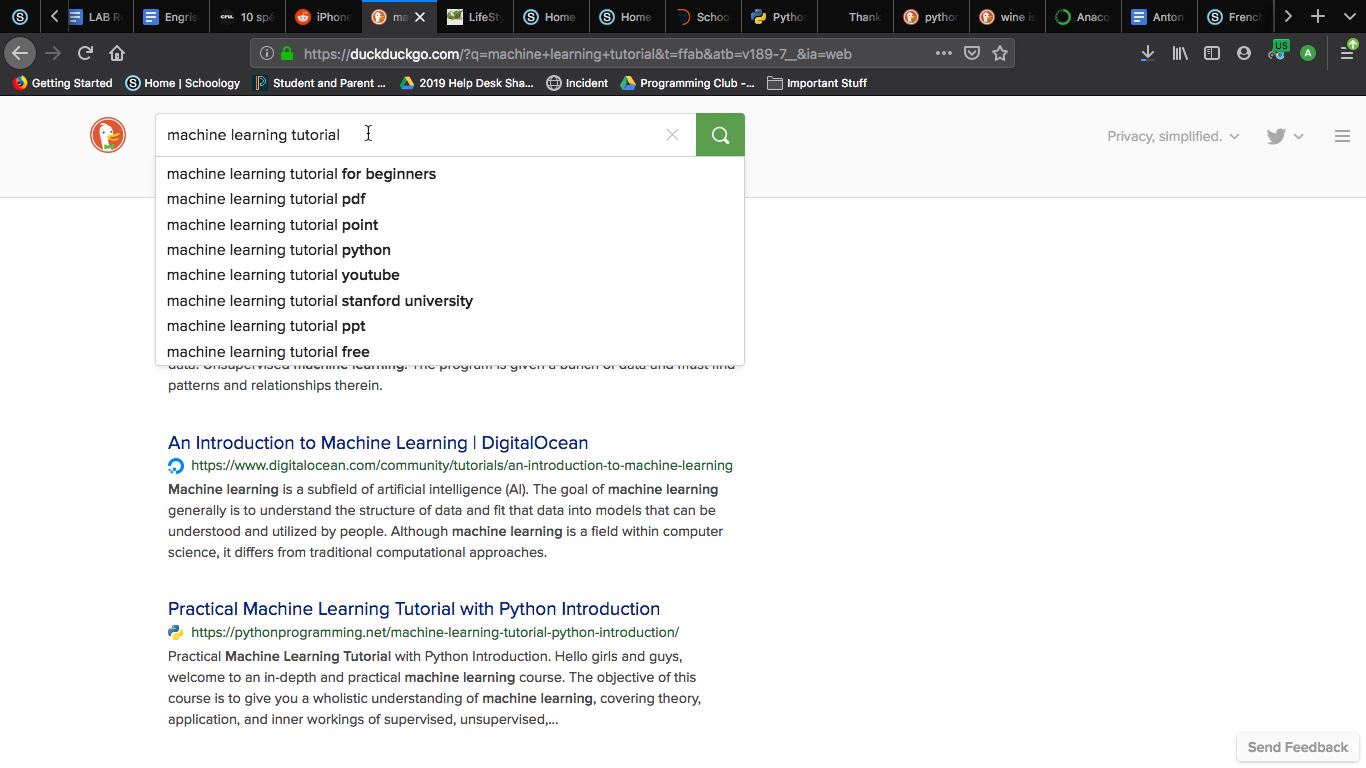 LAB Re
Engris
cnu. 10 spé
iPhone
ma
LifeSty
Home
Home
Schoo
Python
Thank
python
wine is
Anaco
Anton
French
https://duckduckgo.com/?q=machine+learning+tutorial&t=ffab&atb=v189-7__&ia=web
US
A
Getting Started
Home | Schoology
Student and Parent ...
2019 Help Desk Sha...
Incident
Programming Club -...
Important Stuff
machine learning tutorial
Privacy, simplified.
machine learning tutorial for beginners
machine learning tutorial pdf
machine learning tutorial point
machine learning tutorial python
machine learning tutorial youtube
machine learning tutorial stanford university
machine learning tutorial ppt
machine learning tutorial free
data. Unsupervised machine learning. The program is given a bunch of data and must find
patterns and relationships therein.
An Introduction to Machine Learning | DigitalOcean
https://www.digitalocean.com/community/tutorials/an-introduction-to-machine-learning
Machine learning is a subfield of artificial intelligence (AI). The goal of machine learning
generally is to understand the structure of data and fit that data into models that can be
understood and utilized by people. Although machine learning is a field within computer
science, it differs from traditional computational approaches.
Practical Machine Learning Tutorial with Python Introduction
https://pythonprogramming.net/machine-learning-tutorial-python-introduction/
Practical Machine Learning Tutorial with Python Introduction. Hello girls and guys,
welcome to an in-depth and practical machine learning course. The objective of this
course is to give you a wholistic understanding of machine learning, covering theory,
application, and inner workings of supervised, unsupervised,...
Send Feedback